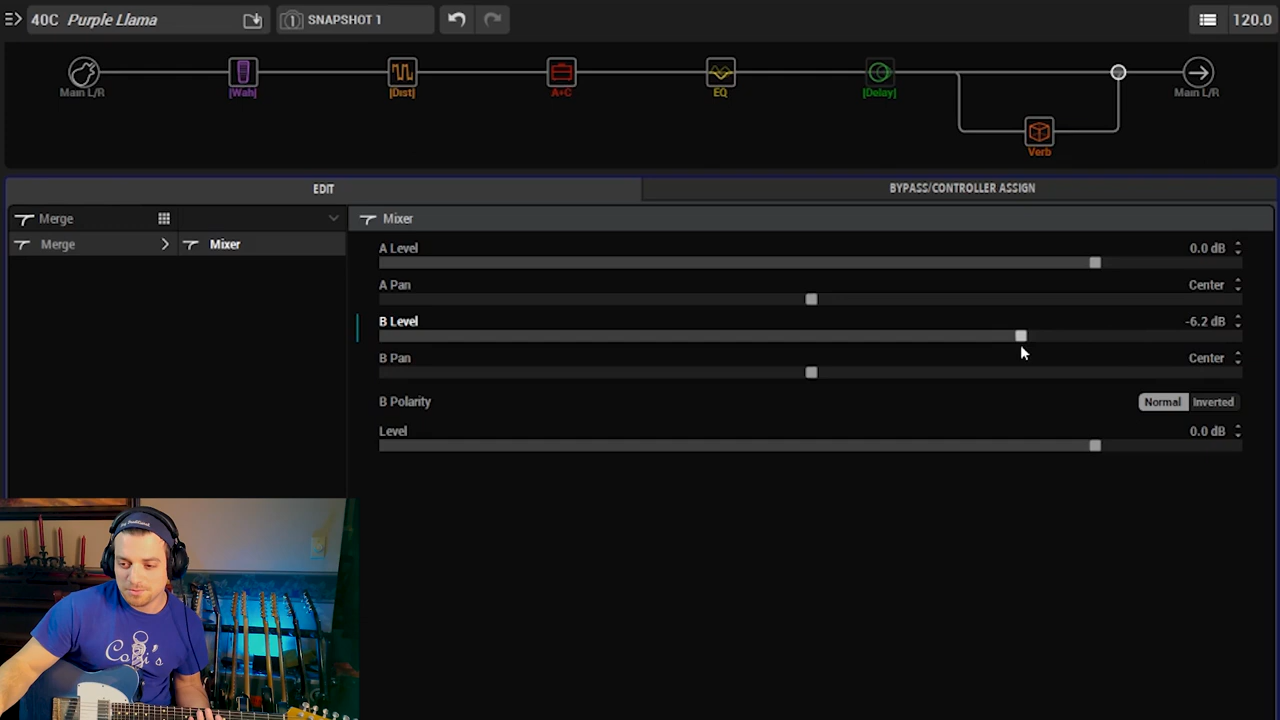 40C Purple Llama
1 SNAPSHOT 1
120.0
Main L/R
|Wah|
|Dist|
A+C
EQ
|Delay|
Verb
Main L/R
EDIT
BYPASS/CONTROLLER ASSIGN
Merge
Mixer
Merge
Mixer
A Level
0.0 dB
A Pan
Center
B Level
-6.2 dB
B Pan
Center
B Polarity
Normal
Inverted
Level
0.0 dB